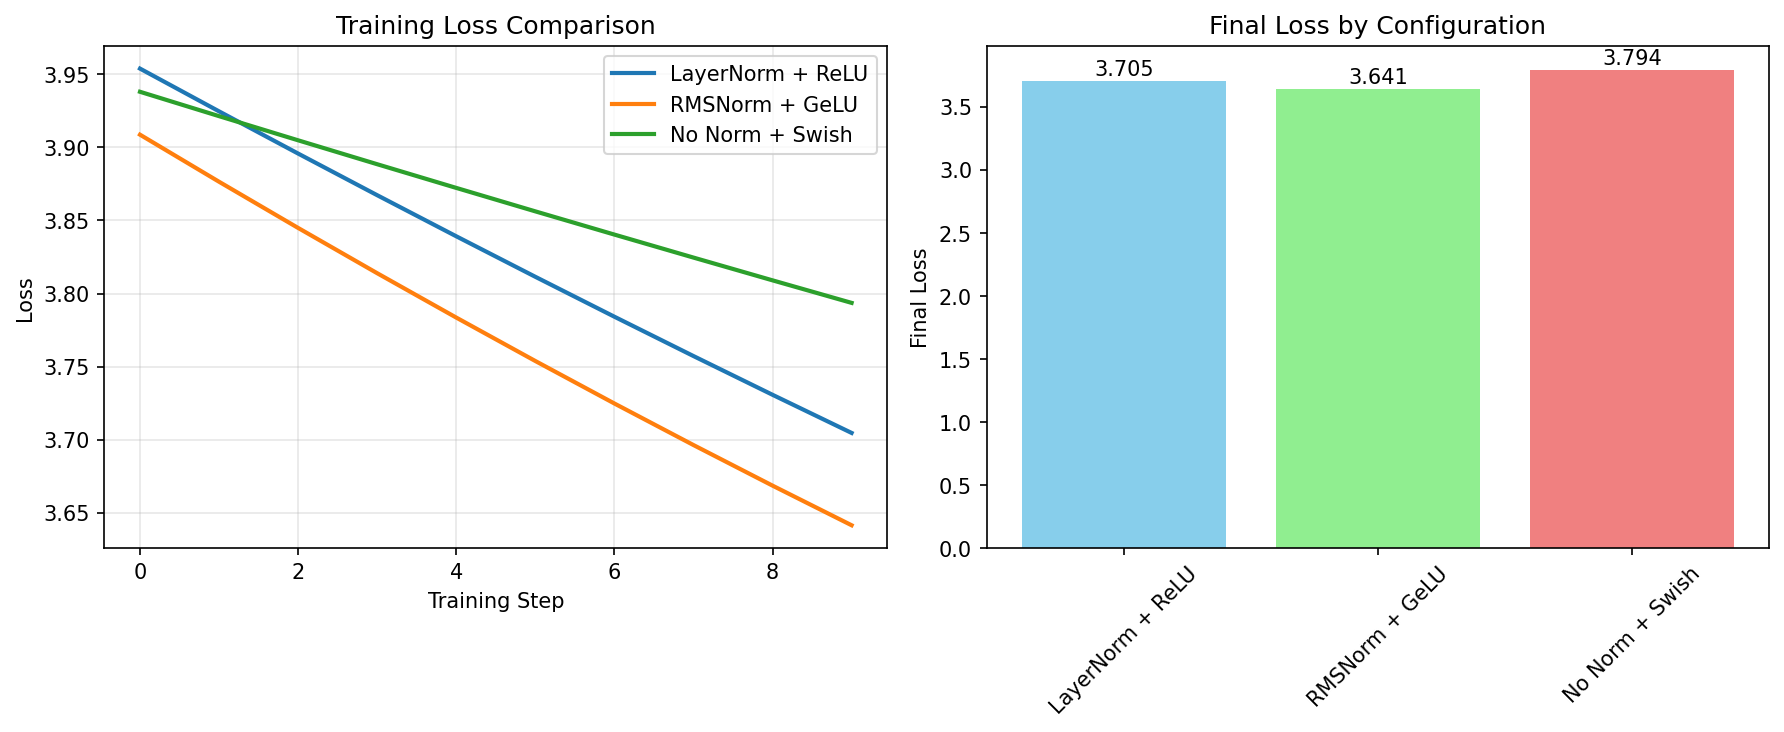 Training Loss Comparison
LayerNorm + ReLU
RMSNorm + GeLU
No Norm + Swish
3.95
3.90
3.85
3.80
3.75
3.70
3.65
Loss
0 2 4 6 8
Training Step
Final Loss by Configuration
3.705 3.641 3.794
3.5
3.0
2.5
2.0
1.5
1.0
0.5
0.0
Final Loss
LayerNorm + ReLU
RMSNorm + GeLU
No Norm + Swish